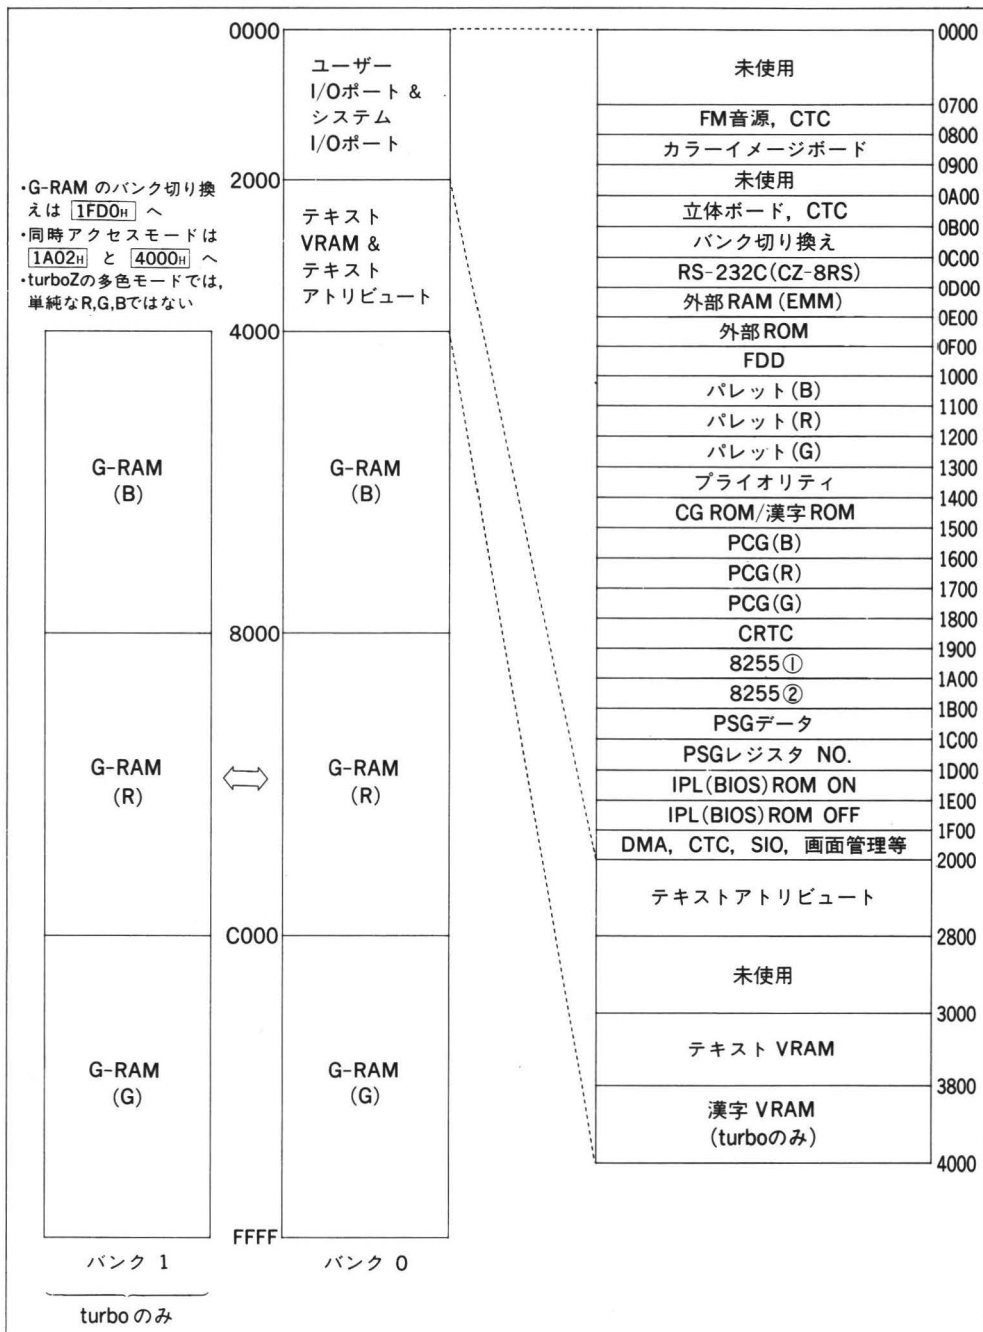 0000
ユーザー
I/Oポート &
システム
I/Oポート
2000
テキスト
VRAM &
テキスト
アトリビュート
4000
・G-RAM のバンク切り換
えは 1FD0H へ
・同時アクセスモードは
1A02H と 4000H へ
・turboZの多色モードでは,
単純なR,G,Bではない
G-RAM
(B)
G-RAM
(B)
8000
G-RAM
(R)
⇔
G-RAM
(R)
C000
G-RAM
(G)
G-RAM
(G)
FFFF
バンク 1
バンク 0
turbo のみ
0000
未使用
0700
FM音源, CTC
0800
カラーイメージボード
0900
未使用
0A00
立体ボード, CTC
0B00
バンク切り換え
0C00
RS-232C(CZ-8RS)
0D00
外部 RAM (EMM)
0E00
外部 ROM
0F00
FDD
1000
パレット(B)
1100
パレット(R)
1200
パレット(G)
1300
プライオリティ
1400
CG ROM/漢字 ROM
1500
PCG(B)
1600
PCG(R)
1700
PCG(G)
1800
CRTC
1900
8255①
1A00
8255②
1B00
PSGデータ
1C00
PSGレジスタ NO.
1D00
IPL(BIOS)ROM ON
1E00
IPL(BIOS)ROM OFF
1F00
DMA, CTC, SIO, 画面管理等
2000
テキストアトリビュート
2800
未使用
3000
テキスト VRAM
3800
漢字 VRAM
(turboのみ)
4000